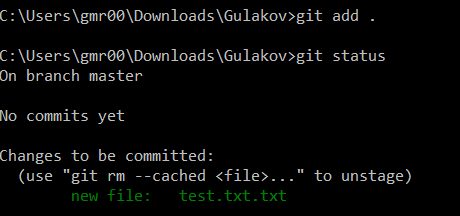 C:\Users\gmr00\Downloads\Gulakov>git add .
C:\Users\gmr00\Downloads\Gulakov>git status
On branch master
No commits yet
Changes to be committed:
  (use "git rm --cached <file>..." to unstage)
        new file:   test.txt.txt